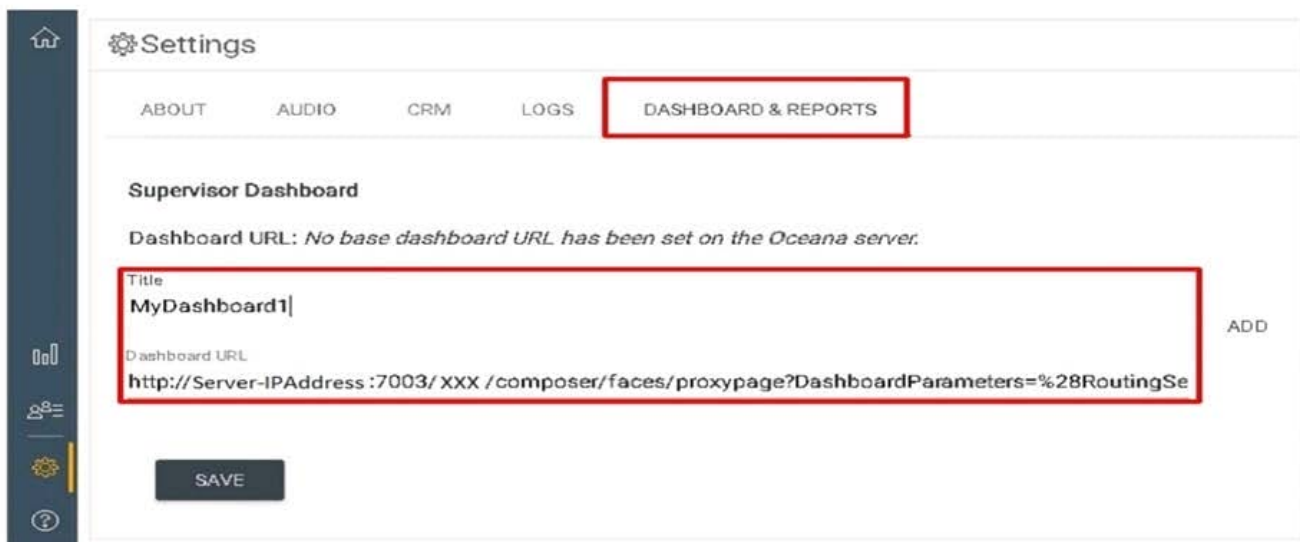 Settings
ABOUT AUDIO CRM LOGS DASHBOARD & REPORTS
Supervisor Dashboard
Dashboard URL: No base dashboard URL has been set on the Oceana server.
Title
MyDashboard1
ADD
Dashboard URL
http://Server-IPAddress:7003/XXX/composer/faces/proxypage?DashboardParameters=%28RoutingSe
SAVE